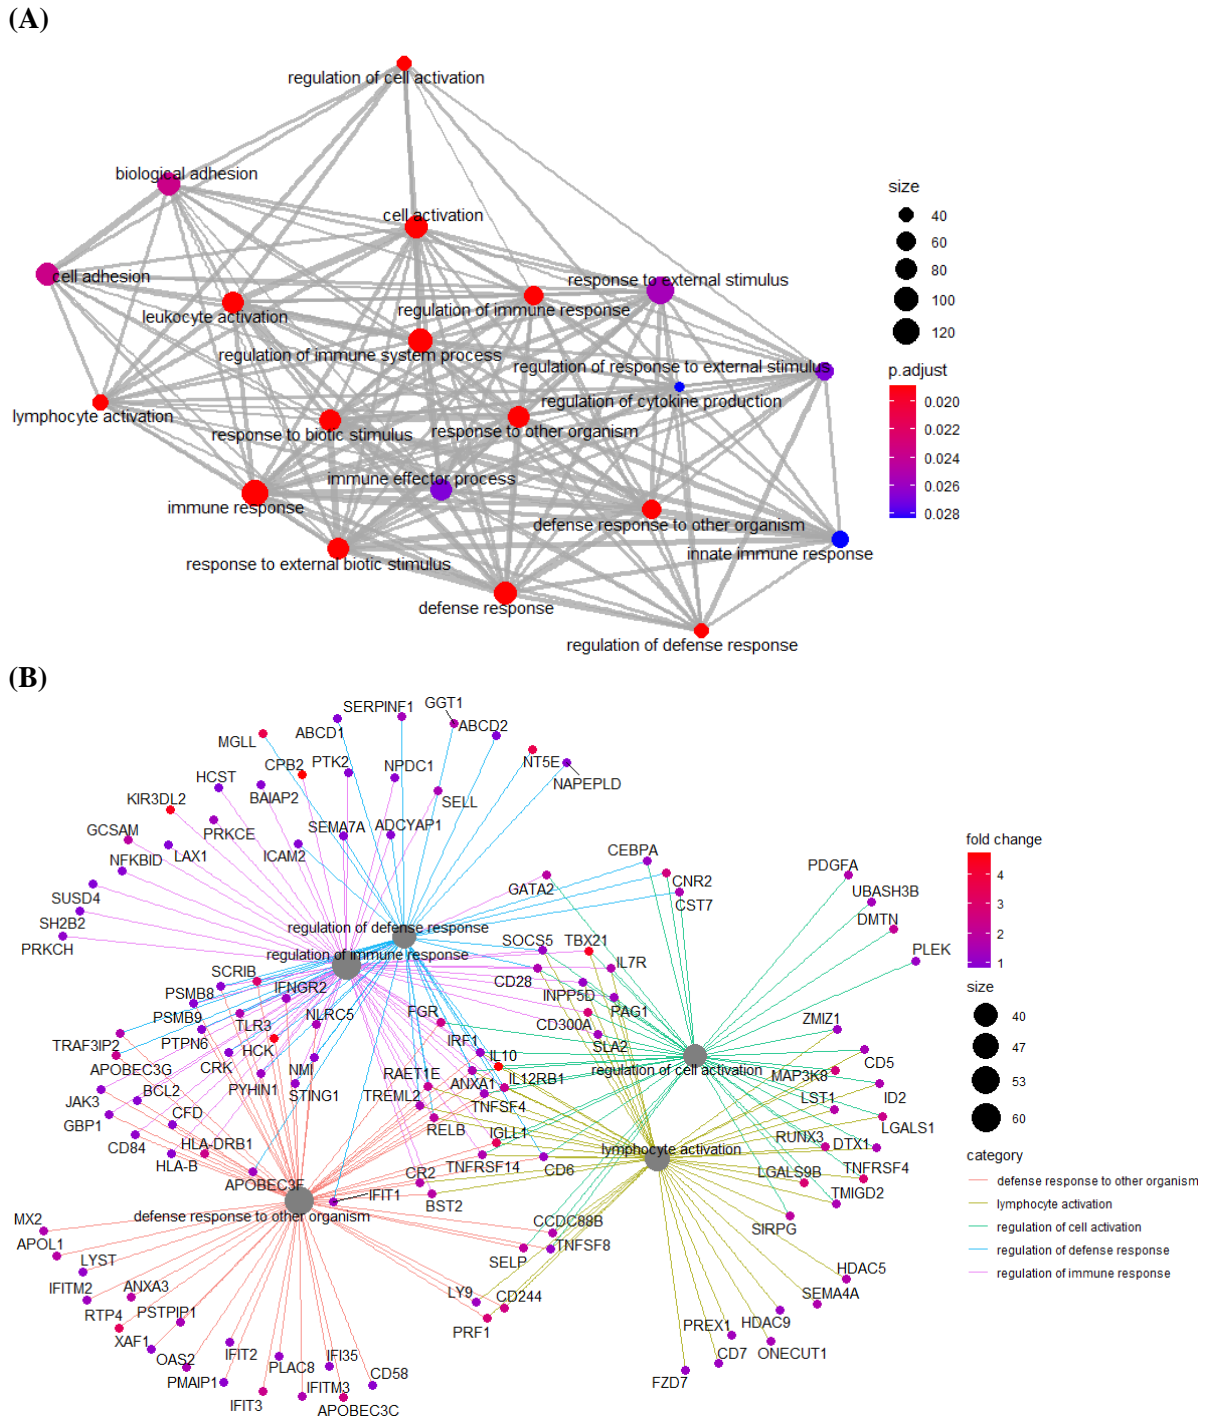 (A)
regulation of cell activation
biological adhesion
cell activation
cell adhesion
response to external stimulus
leukocyte activation
regulation of immune response
regulation of immune system process
regulation of response to external stimulus
regulation of cytokine production
lymphocyte activation
response to biotic stimulus
response to other organism
immune effector process
immune response
defense response to other organism
innate immune response
response to external biotic stimulus
defense response
regulation of defense response
size
40
60
80
100
120
p.adjust
0.020
0.022
0.024
0.026
0.028
(B)
SERPINF1
GGT1
ABCD1
ABCD2
MGLL
CPB2
PTK2
NPDC1
NT5E
NAPEPLD
HCST
BAIAP2
SELL
KIR3DL2
PRKCE
SEMA7A
ADCYAP1
GCSAM
LAX1
ICAM2
NFKBID
SUSD4
SH2B2
PRKCH
CEBPA
CNR2
CST7
GATA2
PDGFA
UBASH3B
DMTN
PLEK
regulation of defense response
regulation of immune response
SOCS5
TBX21
IL7R
SCRIB
IFNGR2
PSMB8
CD28
INPP5D
PAG1
PSMB9
TLR3
NLRC5
FGR
CD300A
ZMIZ1
PTPN6
HCK
IRF1
SLA2
TRAF3IP2
APOBEC3G
CRK
NMI
IL10
CD5
RAET1E
ANXA1
IL12RB1
regulation of cell activation
MAP3K8
JAK3
BCL2
PYHIN1
STING1
TREML2
TNFSF4
LST1
ID2
GBP1
CFD
RELB
IGLL1
LGALS1
CD84
HLA-DRB1
lymphocyte activation
RUNX3
DTX1
HLA-B
TNFRSF14
CD6
LGALS9B
TNFRSF4
APOBEC3F
CR2
TMIGD2
IFIT1
BST2
defense response to other organism
SIRPG
MX2
CCDC88B
APOL1
TNFSF8
LYST
SELP
IFITM2
ANXA3
LY9
CD244
HDAC5
RTP4
PSTPIP1
SEMA4A
XAF1
PRF1
PREX1
HDAC9
OAS2
IFIT2
IFI35
CD7
ONECUT1
PLAC8
CD58
PMAIP1
IFITM3
FZD7
IFIT3
APOBEC3C
fold change
4
3
2
1
size
40
47
53
60
category
defense response to other organism
lymphocyte activation
regulation of cell activation
regulation of defense response
regulation of immune response